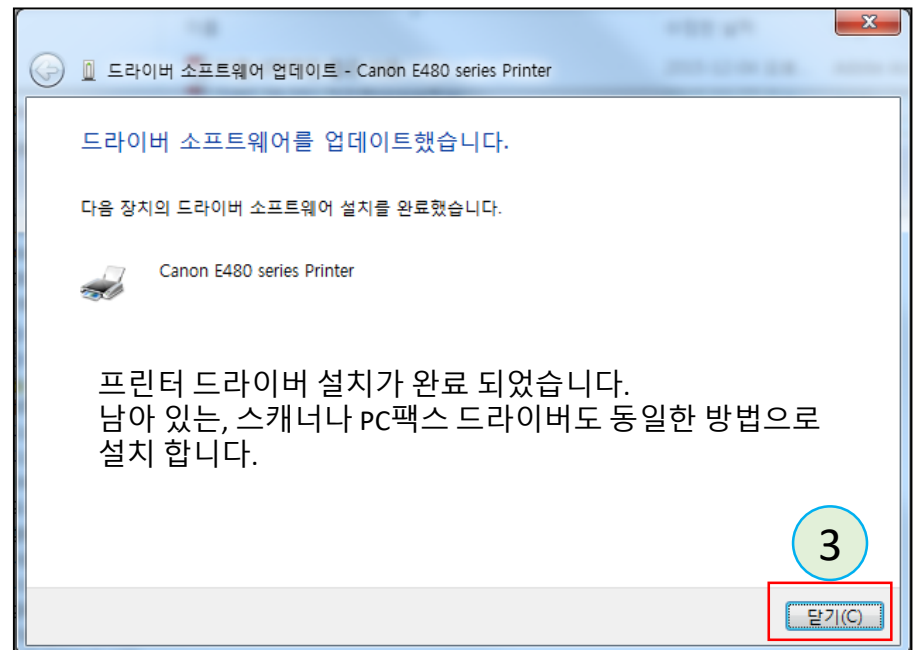 드라이버 소프트웨어 업데이트 - Canon E480 series Printer
드라이버 소프트웨어를 업데이트했습니다.
다음 장치의 드라이버 소프트웨어 설치를 완료했습니다.
Canon E480 series Printer
프린터 드라이버 설치가 완료 되었습니다.
남아 있는, 스캐너나 PC팩스 드라이버도 동일한 방법으로
설치 합니다.
3
닫기(C)